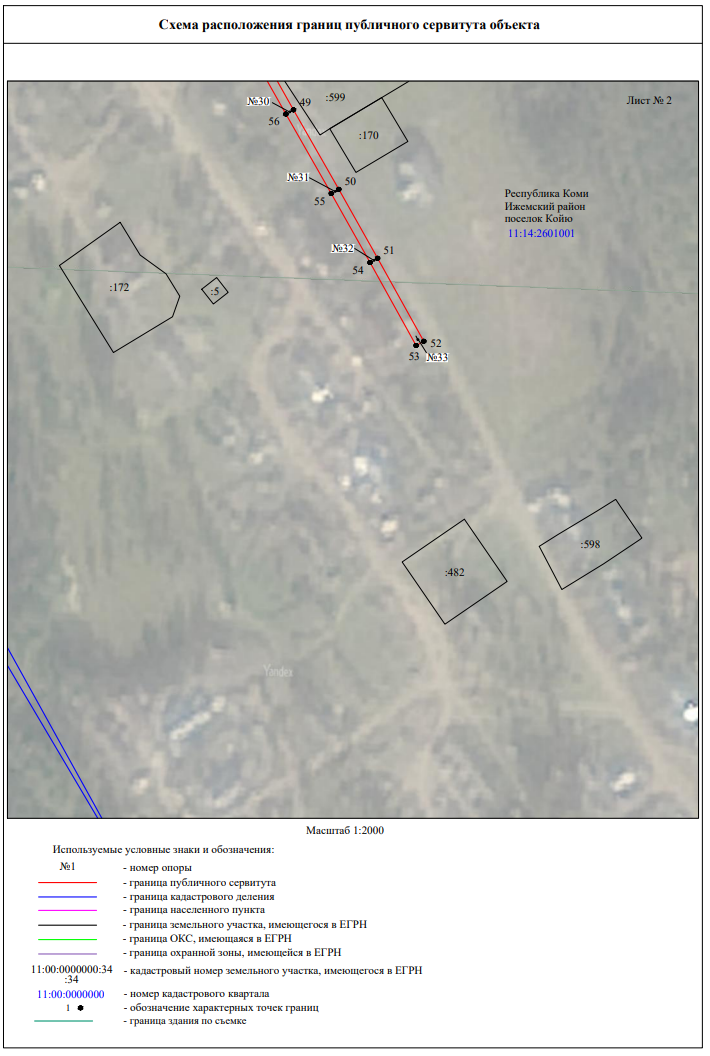 Схема расположения границ публичного сервитута объекта
Лист № 2
№30
49
:599
56
:170
№31
50
55
Республика Коми
Ижемский район
поселок Койю
11:14:2601001
№32
51
54
:172
:5
52
53
№33
:598
:482
Yandex
Масштаб 1:2000
Используемые условные знаки и обозначения:
№1 - номер опоры
- граница публичного сервитута
- граница кадастрового деления
- граница населенного пункта
- граница земельного участка, имеющегося в ЕГРН
- граница ОКС, имеющаяся в ЕГРН
- граница охранной зоны, имеющейся в ЕГРН
11:00:0000000:34 - кадастровый номер земельного участка, имеющегося в ЕГРН
:34
11:00:0000000 - номер кадастрового квартала
1 - обозначение характерных точек границ
- граница здания по съемке